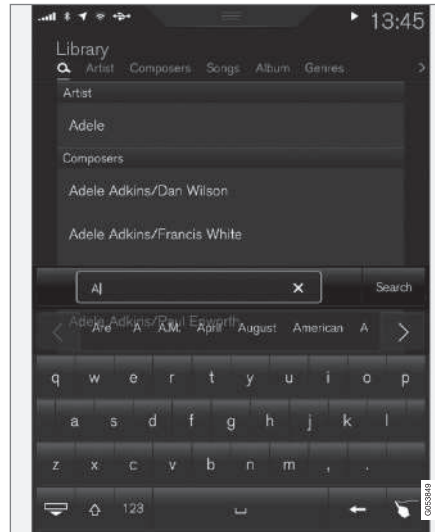 13:45
Library
Artist Composers Songs Album Genres
Artist
Adele
Composers
Adele Adkins/Dan Wilson
Adele Adkins/Francis White
A Search
Adele Adkins/Paul Epworth
Are A A.M. April August American A
q w e r t y u i o p
a s d f g h j k l
z x c v b n m , .
123
G053849